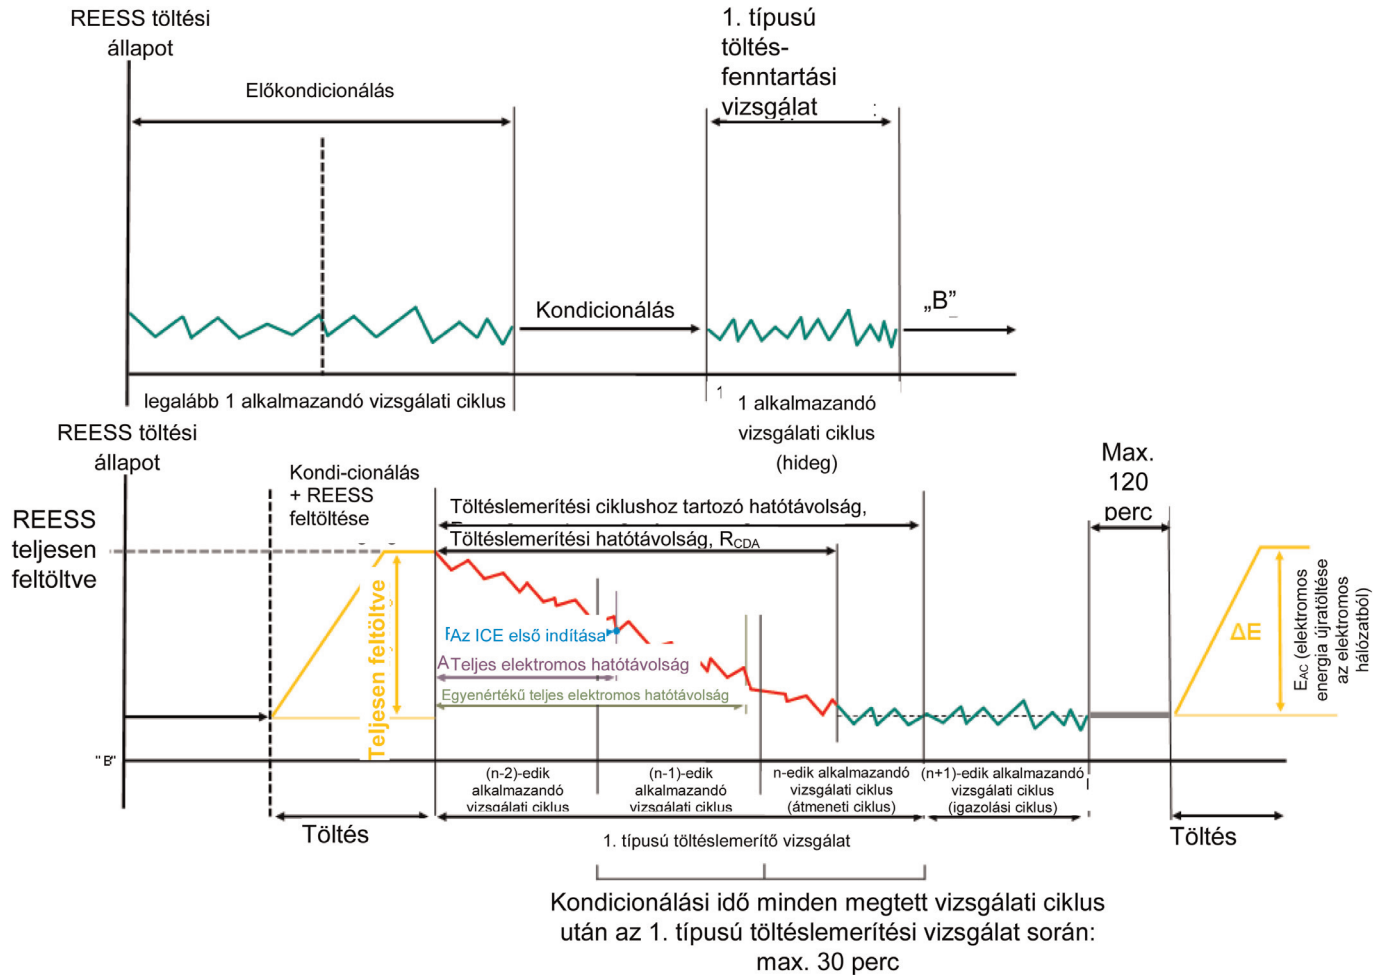 REESS töltési
állapot
Előkondicionálás
1. típusú
töltés-
fenntartási
vizsgálat
Kondicionálás
„B”
legalább 1 alkalmazandó vizsgálati ciklus
1 alkalmazandó
vizsgálati ciklus
(hideg)
REESS töltési
állapot
REESS
teljesen
feltöltve
Kondi-cionálás
+ REESS
feltöltése
Töltéslemerítési ciklushoz tartozó hatótávolság,
Töltéslemerítési hatótávolság, RCDA
Max.
120
perc
Teljesen feltöltve
Az ICE első indítása
Teljes elektromos hatótávolság
Egyenértékű teljes elektromos hatótávolság
ΔE
EAC (elektromos
energia újratöltése
az elektromos
hálózatból)
"B"
(n-2)-edik
alkalmazandó
vizsgálati ciklus
(n-1)-edik
alkalmazandó
vizsgálati ciklus
n-edik alkalmazandó
vizsgálati ciklus
(átmeneti ciklus)
(n+1)-edik alkalmazandó
vizsgálati ciklus
(igazolási ciklus)
Töltés
1. típusú töltéslemerítő vizsgálat
Töltés
Kondicionálási idő minden megtett vizsgálati ciklus
után az 1. típusú töltéslemerítési vizsgálat során:
max. 30 perc